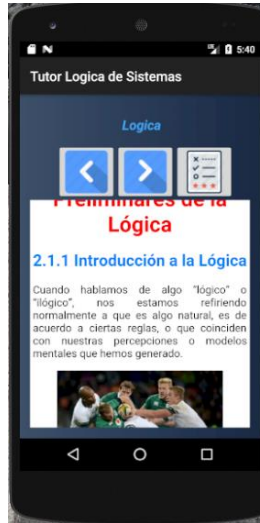 5:40
Tutor Logica de Sistemas
Logica
Preliminares de la
Lógica
2.1.1 Introducción a la Lógica
Cuando hablamos de algo "lógico" o
"ilógico", nos estamos refiriendo
normalmente a que es algo natural, es de
acuerdo a ciertas reglas, o que coinciden
con nuestras percepciones o modelos
mentales que hemos generado.